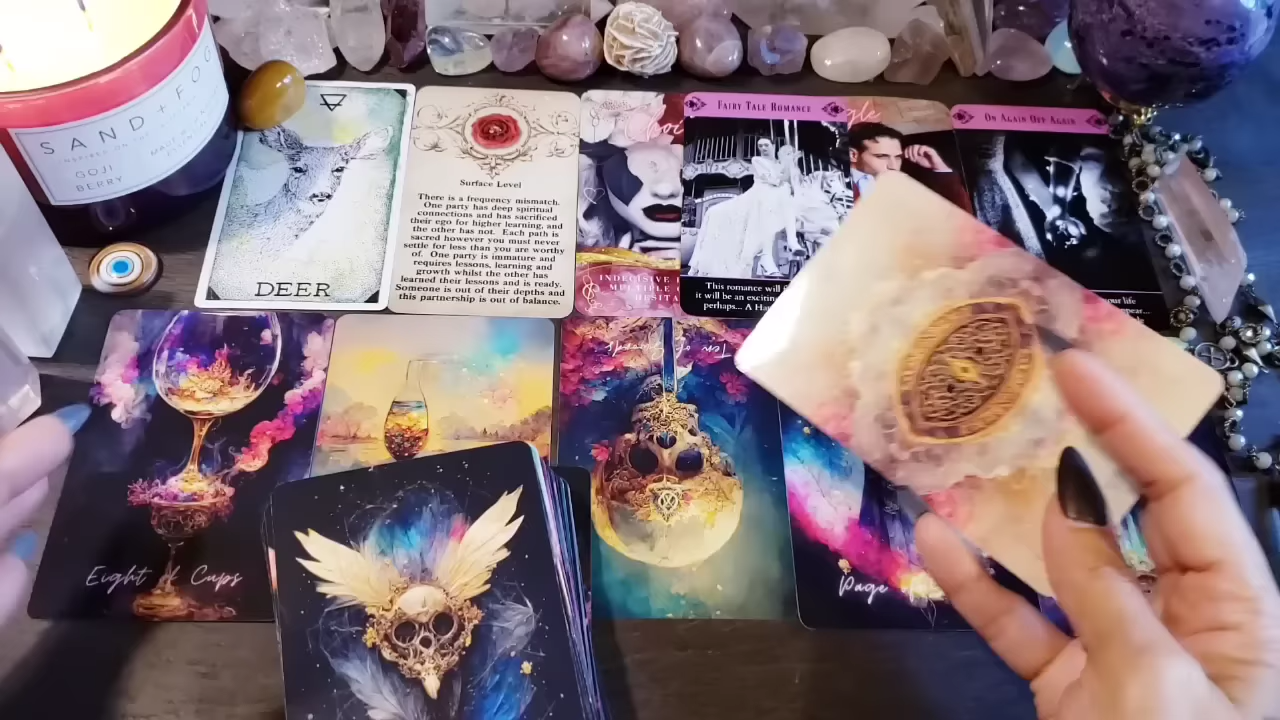 SAND + FOG
GOJI
BERRY
DEER
Surface Level
There is a frequency mismatch.
One party has deep spiritual
connections and has sacrificed
their ego for higher learning, and
the other has not. Each path is
sacred however you must never
settle for less than you are worthy
of. One party is immature and
requires lessons, learning and
growth whilst the other has
learned their lessons and is ready.
Someone is out of their depths and
this partnership is out of balance.
FAIRY TALE ROMANCE
This romance will
it will be an
perhaps... A
ON AGAIN OFF AGAIN
your life
Ten of Swords
Eight of Cups
Page